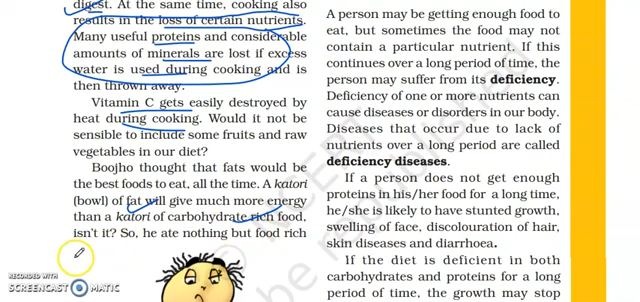 digest. At the same time, cooking also
results in the loss of certain nutrients.
Many useful proteins and considerable
amounts of minerals are lost if excess
water is used during cooking and is
then thrown away.
Vitamin C gets easily destroyed by
heat during cooking. Would it not be
sensible to include some fruits and raw
vegetables in our diet?
Boojho thought that fats would be
the best foods to eat, all the time. A katori
(bowl) of fat will give much more energy
than a katori of carbohydrate rich food,
isn't it? So, he ate nothing but food rich
A person may be getting enough food to
eat, but sometimes the food may not
contain a particular nutrient. If this
continues over a long period of time, the
person may suffer from its deficiency.
Deficiency of one or more nutrients can
cause diseases or disorders in our body.
Diseases that occur due to lack of
nutrients over a long period are called
deficiency diseases.
If a person does not get enough
proteins in his/her food for a long time,
he/she is likely to have stunted growth,
swelling of face, discolouration of hair,
skin diseases and diarrhoea.
If the diet is deficient in both
carbohydrates and proteins for a long
period of time, the growth may stop
RECORDED WITH
SCREENCAST MATIC